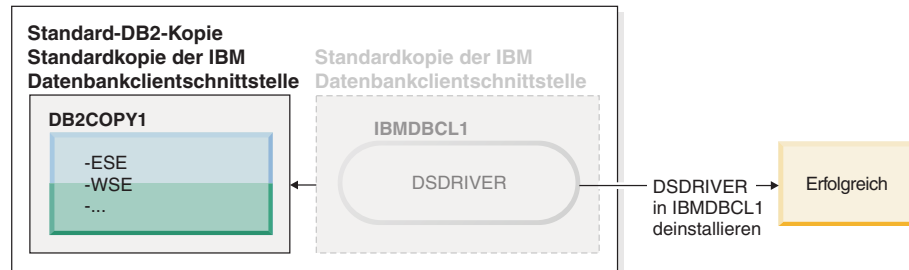 Standard-DB2-Kopie
Standardkopie der IBM
Datenbankclientschnittstelle
Standardkopie der IBM
Datenbankclientschnittstelle
DB2COPY1
-ESE
-WSE
-...
IBMDBCL1
DSDRIVER
DSDRIVER
in IBMDBCL1
deinstallieren
Erfolgreich